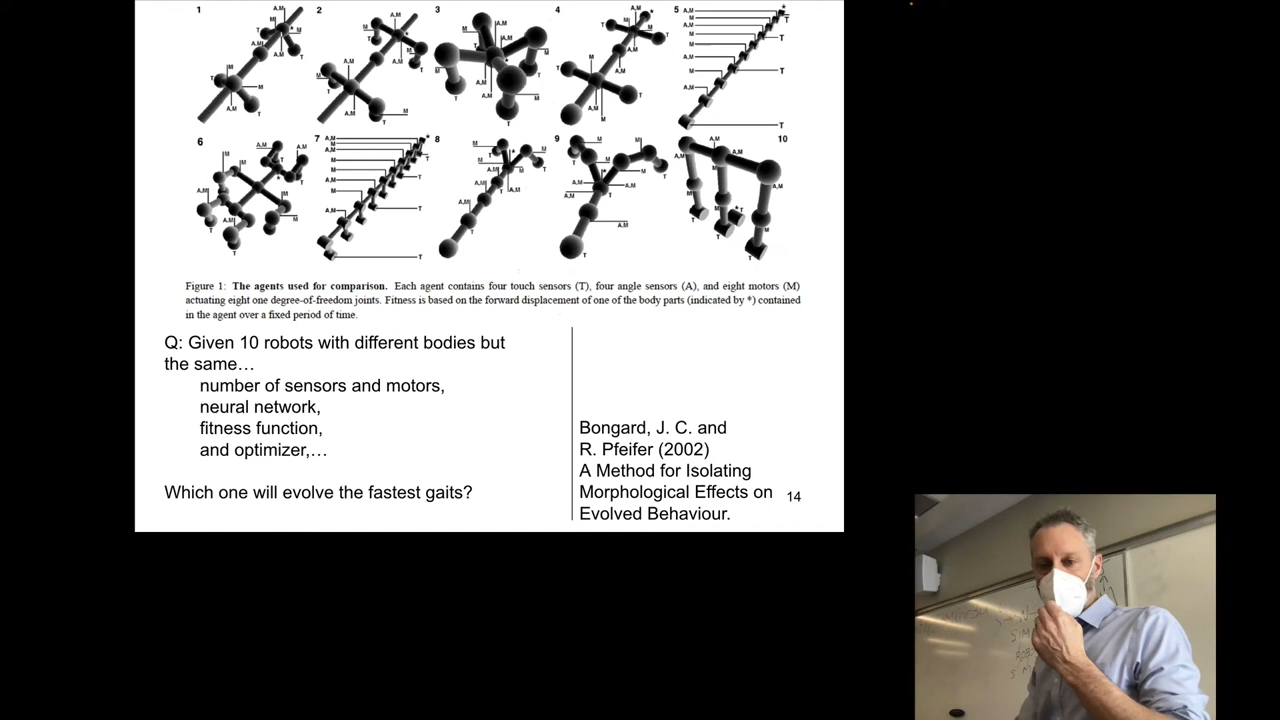 1 2 3 4 5
6 7 8 9 10
Figure 1: The agents used for comparison. Each agent contains four touch sensors (T), four angle sensors (A), and eight motors (M)
actuating eight one degree-of-freedom joints. Fitness is based on the forward displacement of one of the body parts (indicated by *) contained
in the agent over a fixed period of time.
Q: Given 10 robots with different bodies but
the same…
number of sensors and motors,
neural network,
fitness function,
and optimizer,…
Which one will evolve the fastest gaits?
Bongard, J. C. and
R. Pfeifer (2002)
A Method for Isolating
Morphological Effects on
Evolved Behaviour.
14